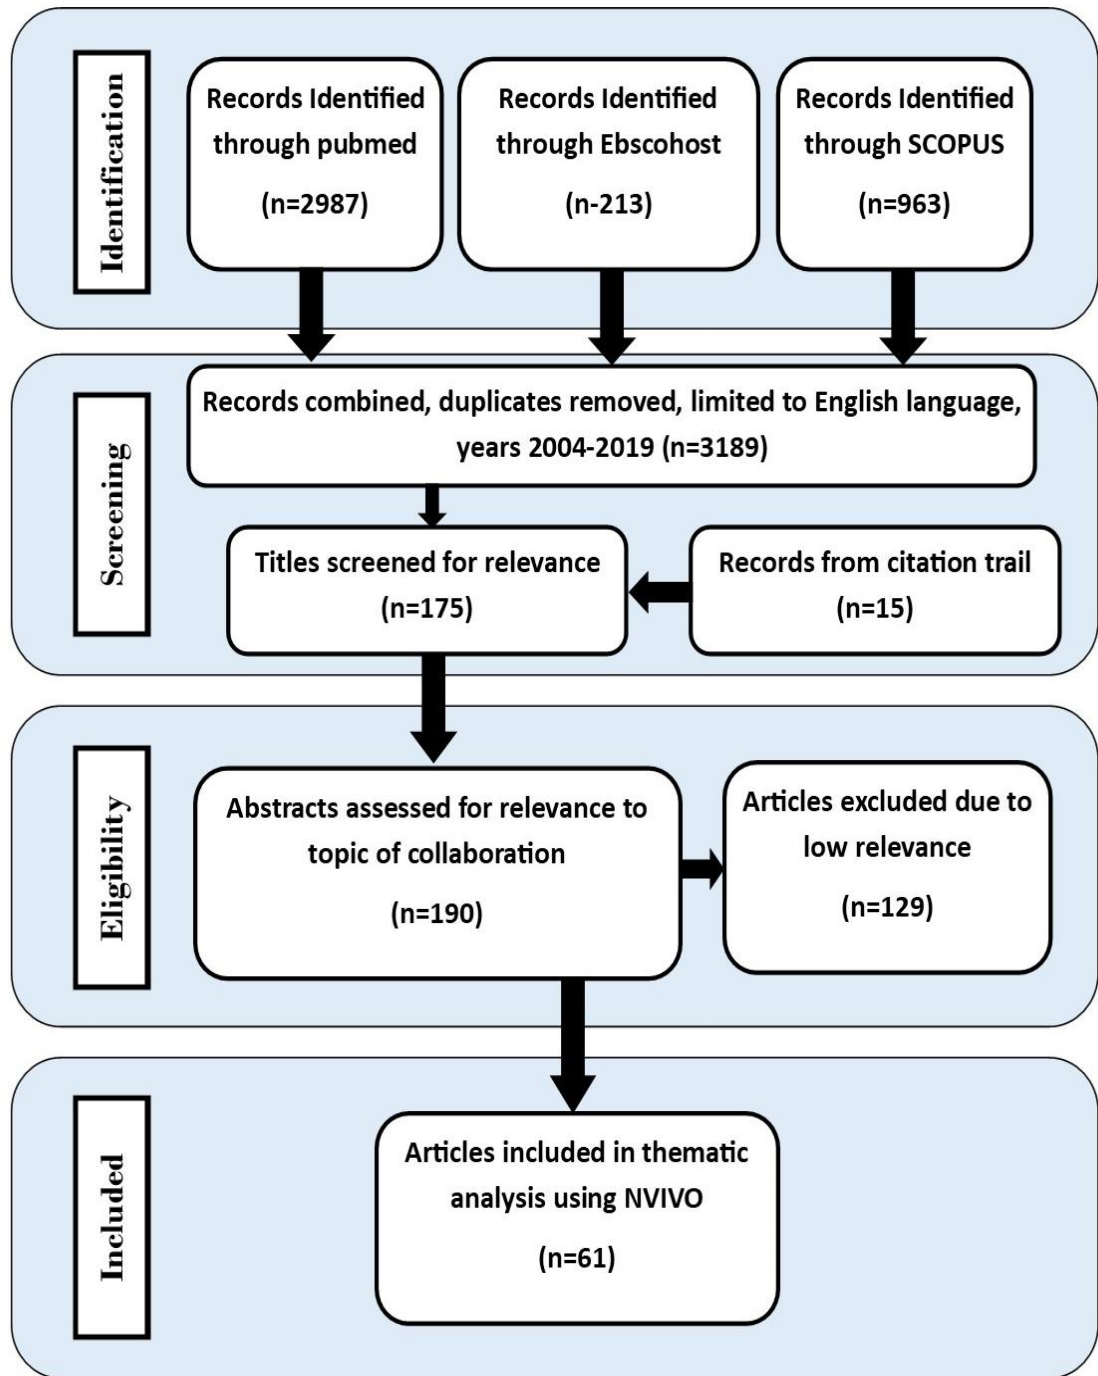 Identification
Records Identified
through pubmed
(n=2987)
Records Identified
through Ebscohost
(n-213)
Records Identified
through SCOPUS
(n=963)
Screening
Records combined, duplicates removed, limited to English language,
years 2004-2019 (n=3189)
Titles screened for relevance
(n=175)
Records from citation trail
(n=15)
Eligibility
Abstracts assessed for relevance to
topic of collaboration
(n=190)
Articles excluded due to
low relevance
(n=129)
Included
Articles included in thematic
analysis using NVIVO
(n=61)